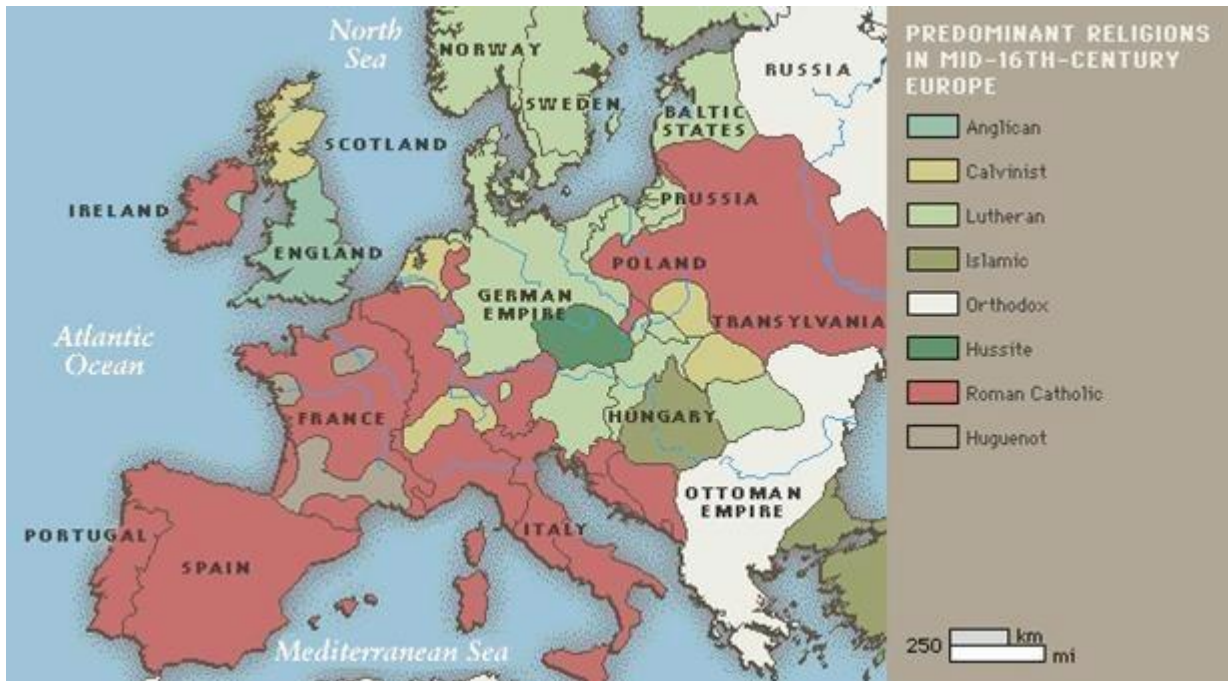 North
Sea
NORWAY
SWEDEN
RUSSIA
BALTIC
STATES
SCOTLAND
IRELAND
ENGLAND
PRUSSIA
POLAND
GERMAN
EMPIRE
TRANSYLVANIA
Atlantic
Ocean
FRANCE
HUNGARY
OTTOMAN
EMPIRE
PORTUGAL
SPAIN
ITALY
Mediterranean Sea
PREDOMINANT RELIGIONS
IN MID-16TH-CENTURY
EUROPE
Anglican
Calvinist
Lutheran
Islamic
Orthodox
Hussite
Roman Catholic
Huguenot
250 km
mi